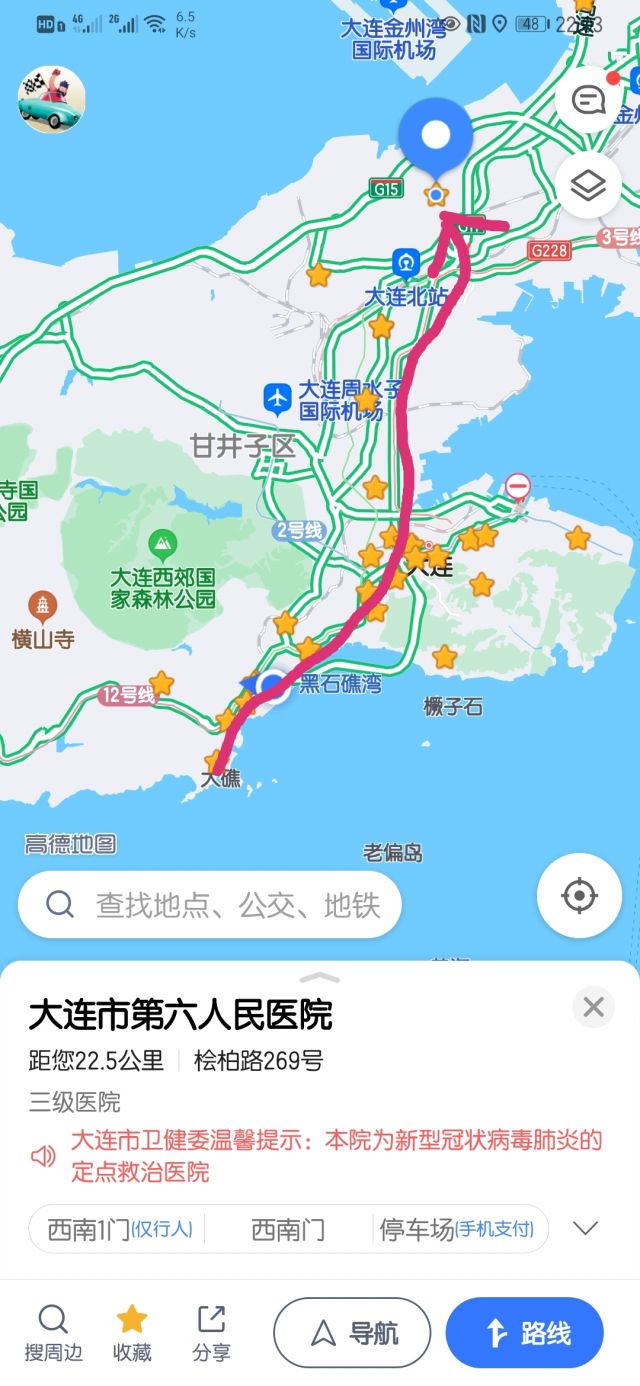 HD 1 4G 2G 6.5 K/s 48
大连金州湾
国际机场
G15
G228
3号线
大连北站
大连周水子
国际机场
甘井子区
2号线
大连西郊国
家森林公园
横山寺
大连
12号线
黑石礁湾
橛子石
大礁
高德地图
老偏岛
查找地点、公交、地铁
大连市第六人民医院
距您22.5公里
桧柏路269号
三级医院
大连市卫健委温馨提示：本院为新型冠状病毒肺炎的
定点救治医院
西南1门(仅行人)
西南门
停车场(手机支付)
搜周边
收藏
分享
导航
路线